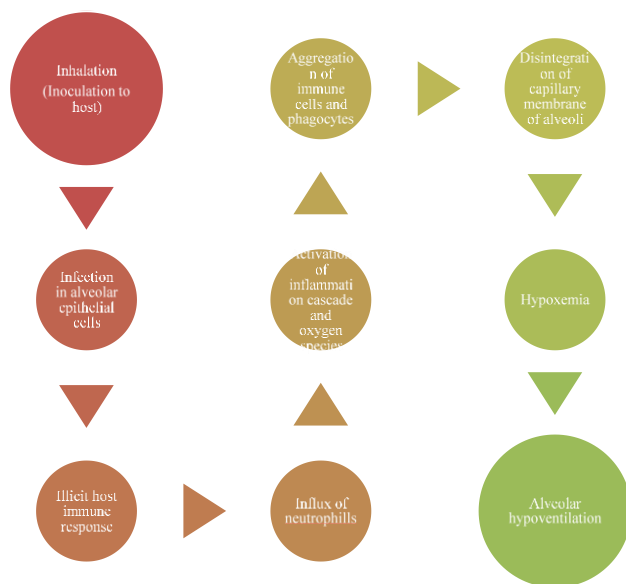 Inhalation
(Inoculation to
host)
Infection
in alveolar
epithelial
cells
Illicit host
immune
response
Influx of
neutrophills
Activation
of
inflammati
on cascade
and
oxygen
species
Aggregatio
n of
immune
cells and
phagocytes
Disintegrati
on of
capillary
membrane
of alveoli
Hypoxemia
Alveolar
hypoventilation